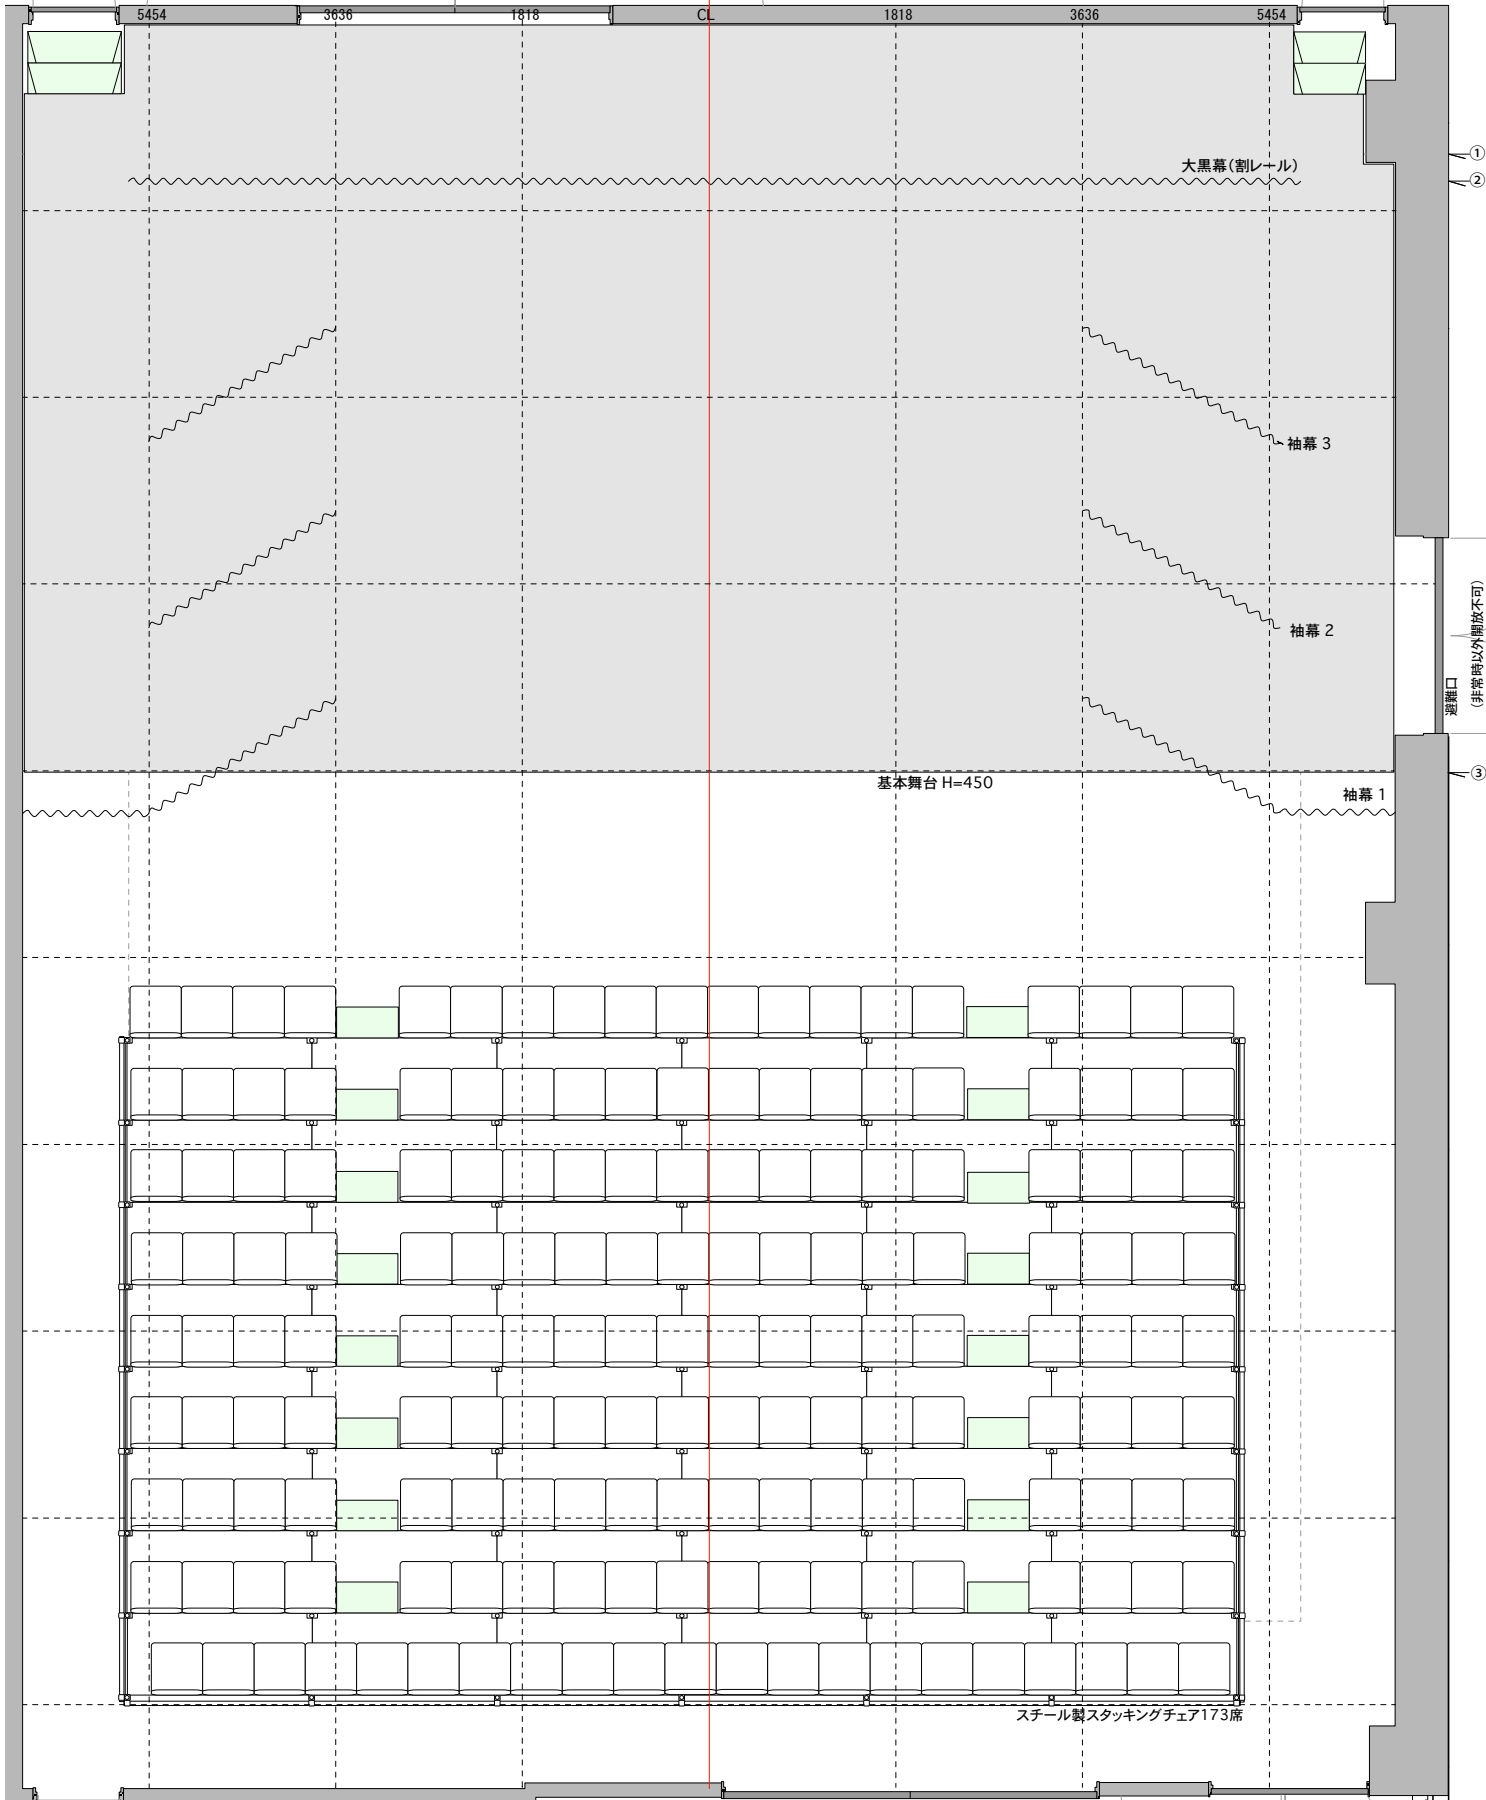 5454 3636 1818 CL 1818 3636 5454
①
大黒幕(割レール)
②
袖幕 3
袖幕 2
避難口
(非常時以外開放不可)
③
基本舞台 H=450
袖幕 1
スチール製スタッキングチェア173席